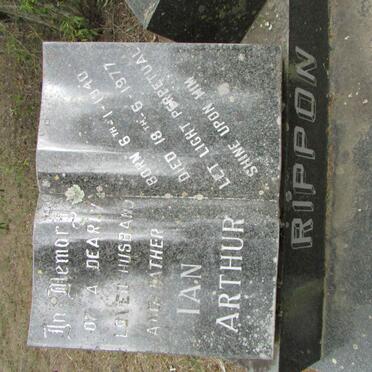 In Memory
OF A DEARLY
LOVED HUSBAND
AND FATHER
IAN
ARTHUR
BORN 6TH-1-1940
DIED 18TH-6-1977
LET LIGHT PERPETUAL
SHINE UPON HIM
RIPPON